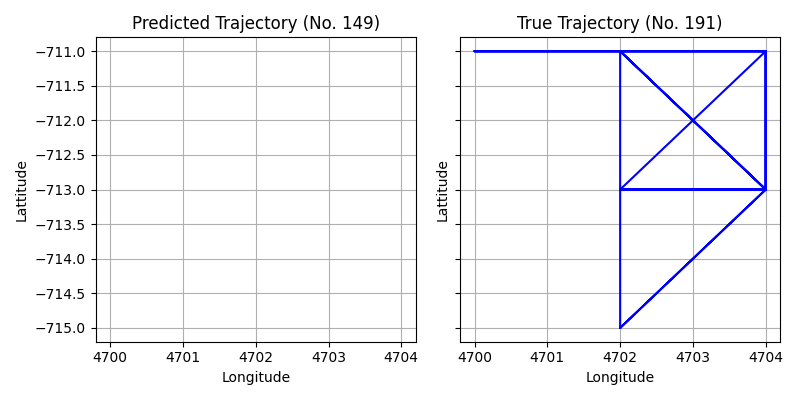 Predicted Trajectory (No. 149)
True Trajectory (No. 191)
−711.0
−711.5
−712.0
−712.5
−713.0
−713.5
−714.0
−714.5
−715.0
Lattitude
4700 4701 4702 4703 4704
Longitude
Lattitude
4700 4701 4702 4703 4704
Longitude